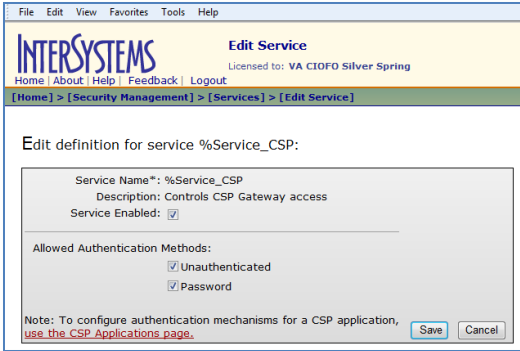 File Edit View Favorites Tools Help
INTERSYSTEMS
Edit Service
Licensed to: VA CIOFO Silver Spring
Home | About | Help | Feedback | Logout
[Home] > [Security Management] > [Services] > [Edit Service]
Edit definition for service %Service_CSP:
Service Name*: %Service_CSP
Description: Controls CSP Gateway access
Service Enabled:
Allowed Authentication Methods:
Unauthenticated
Password
Note: To configure authentication mechanisms for a CSP application,
use the CSP Applications page.
Save Cancel